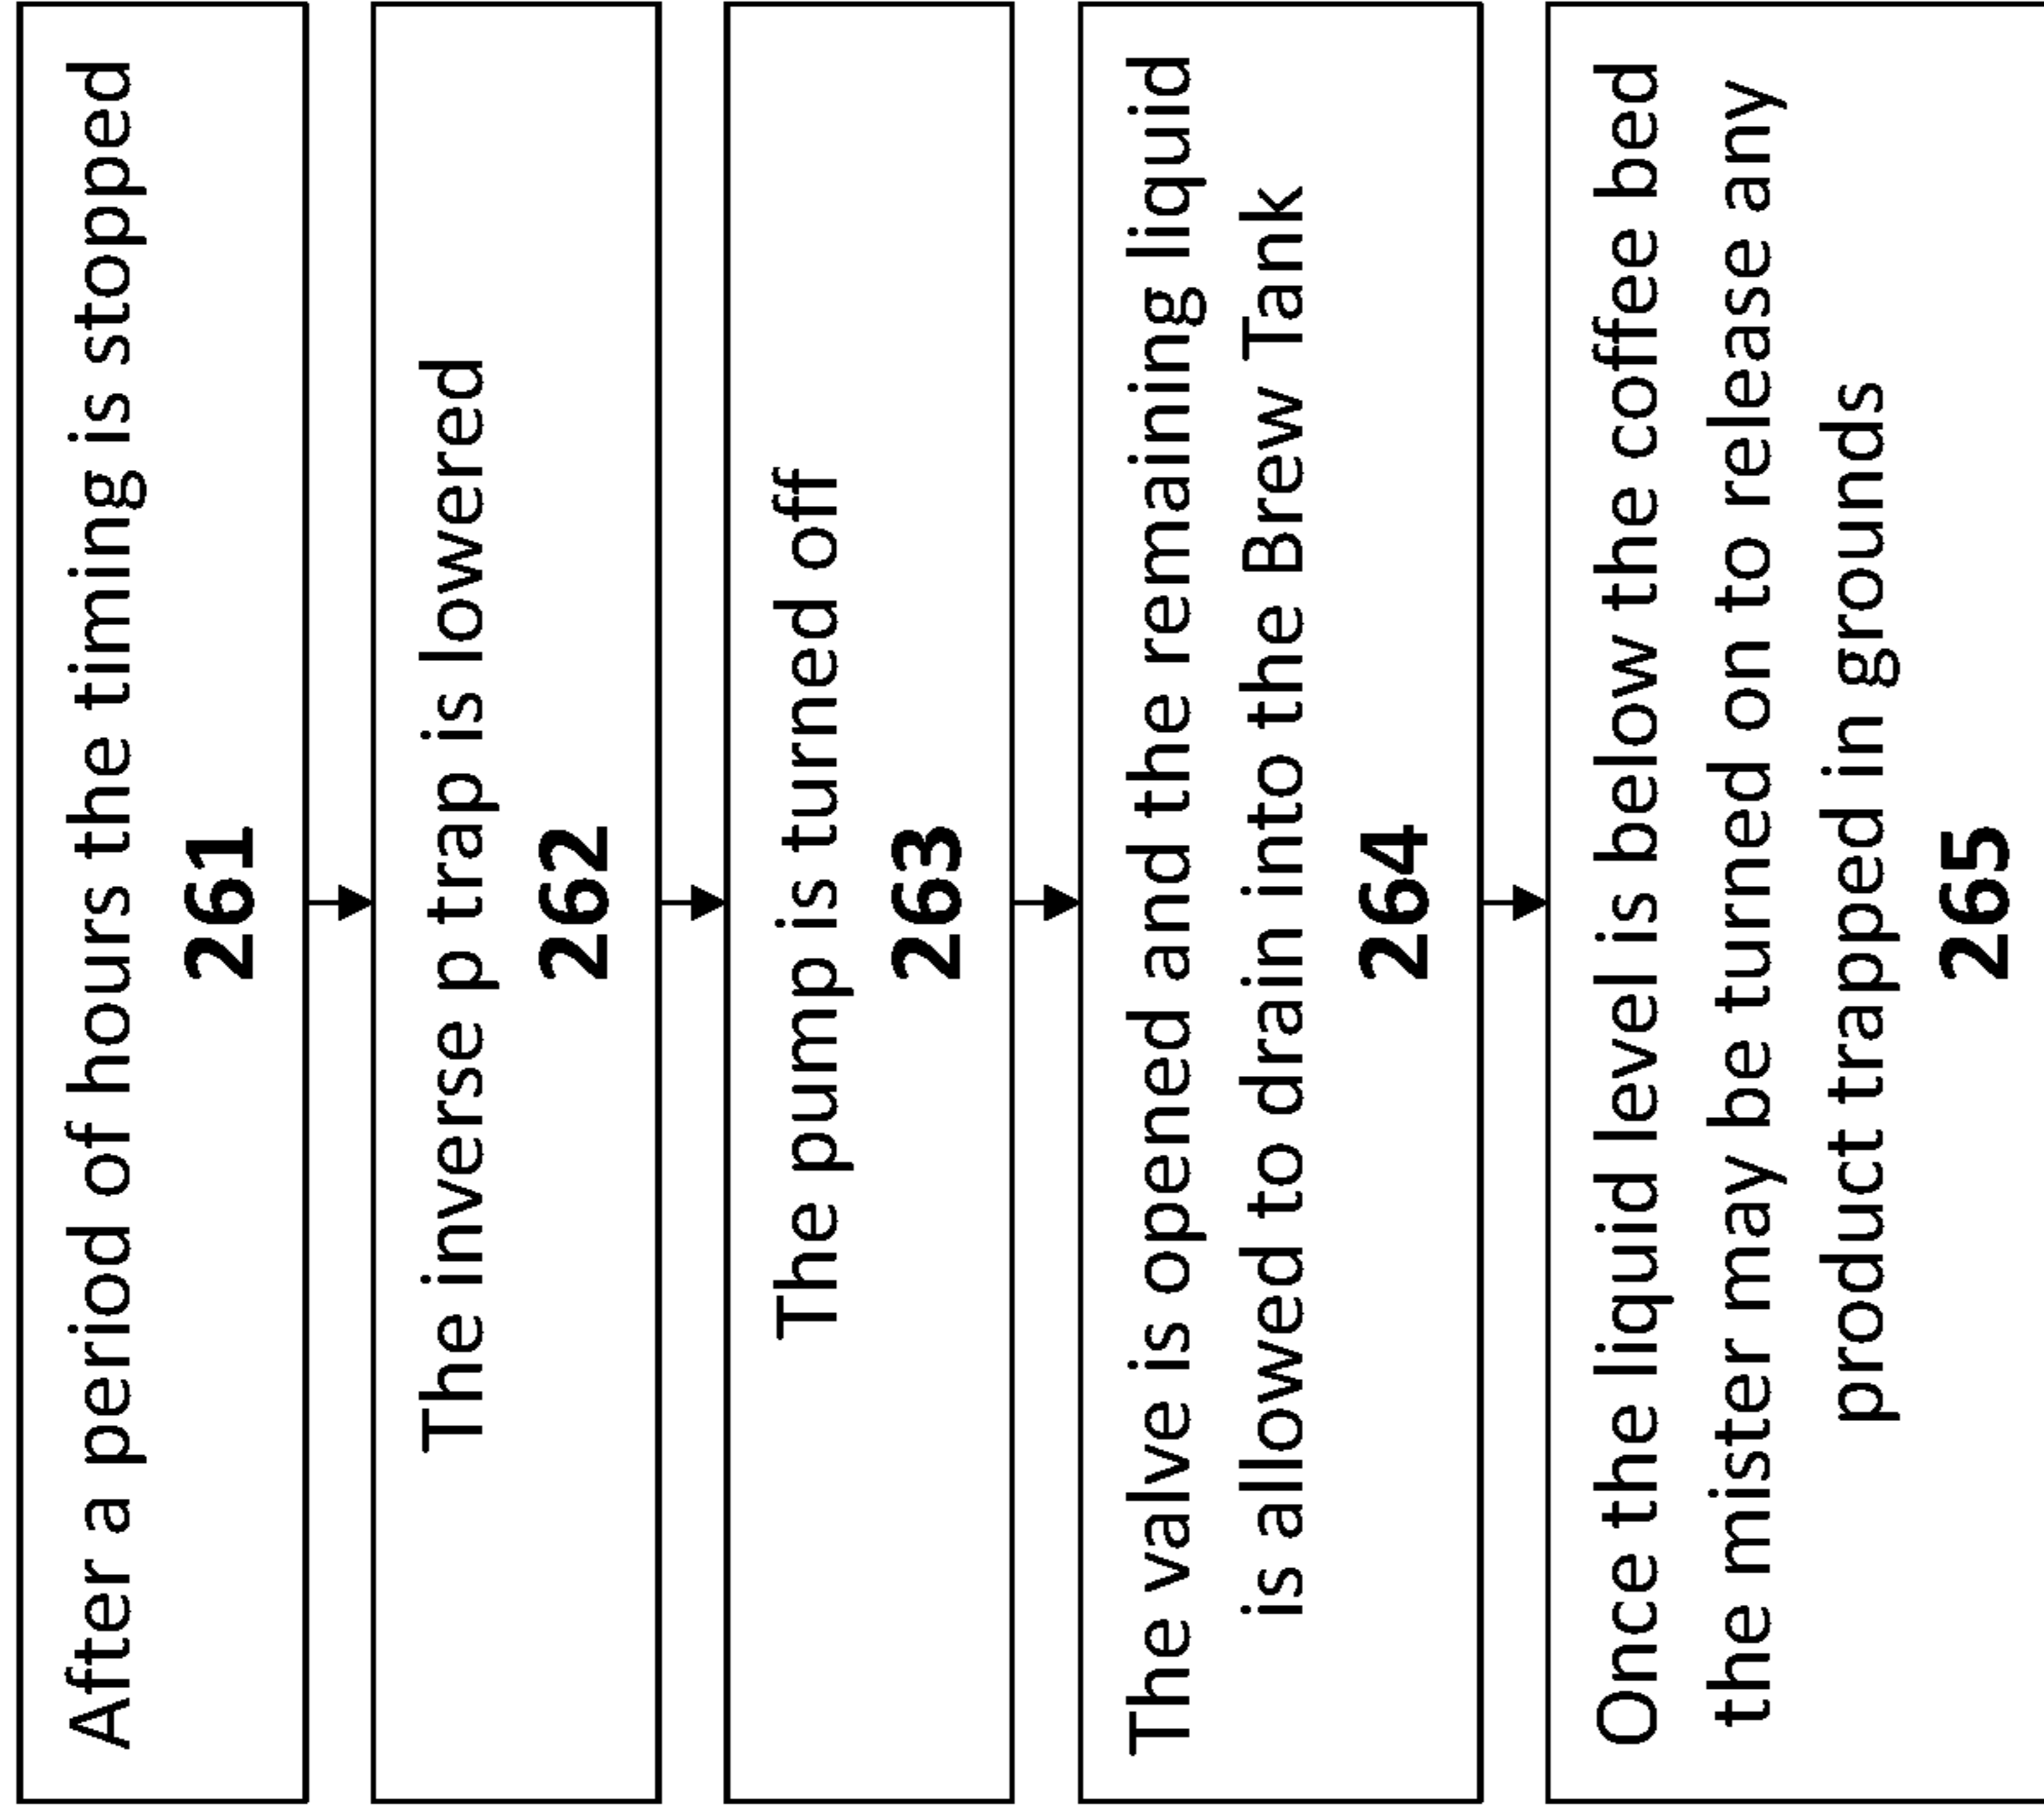 After a period of hours the timing is stopped
261
The inverse p trap is lowered
262
The pump is turned off
263
The valve is opened and the remaining liquid
is allowed to drain into the Brew Tank
264
Once the liquid level is below the coffee bed
the mister may be turned on to release any
product trapped in grounds
265